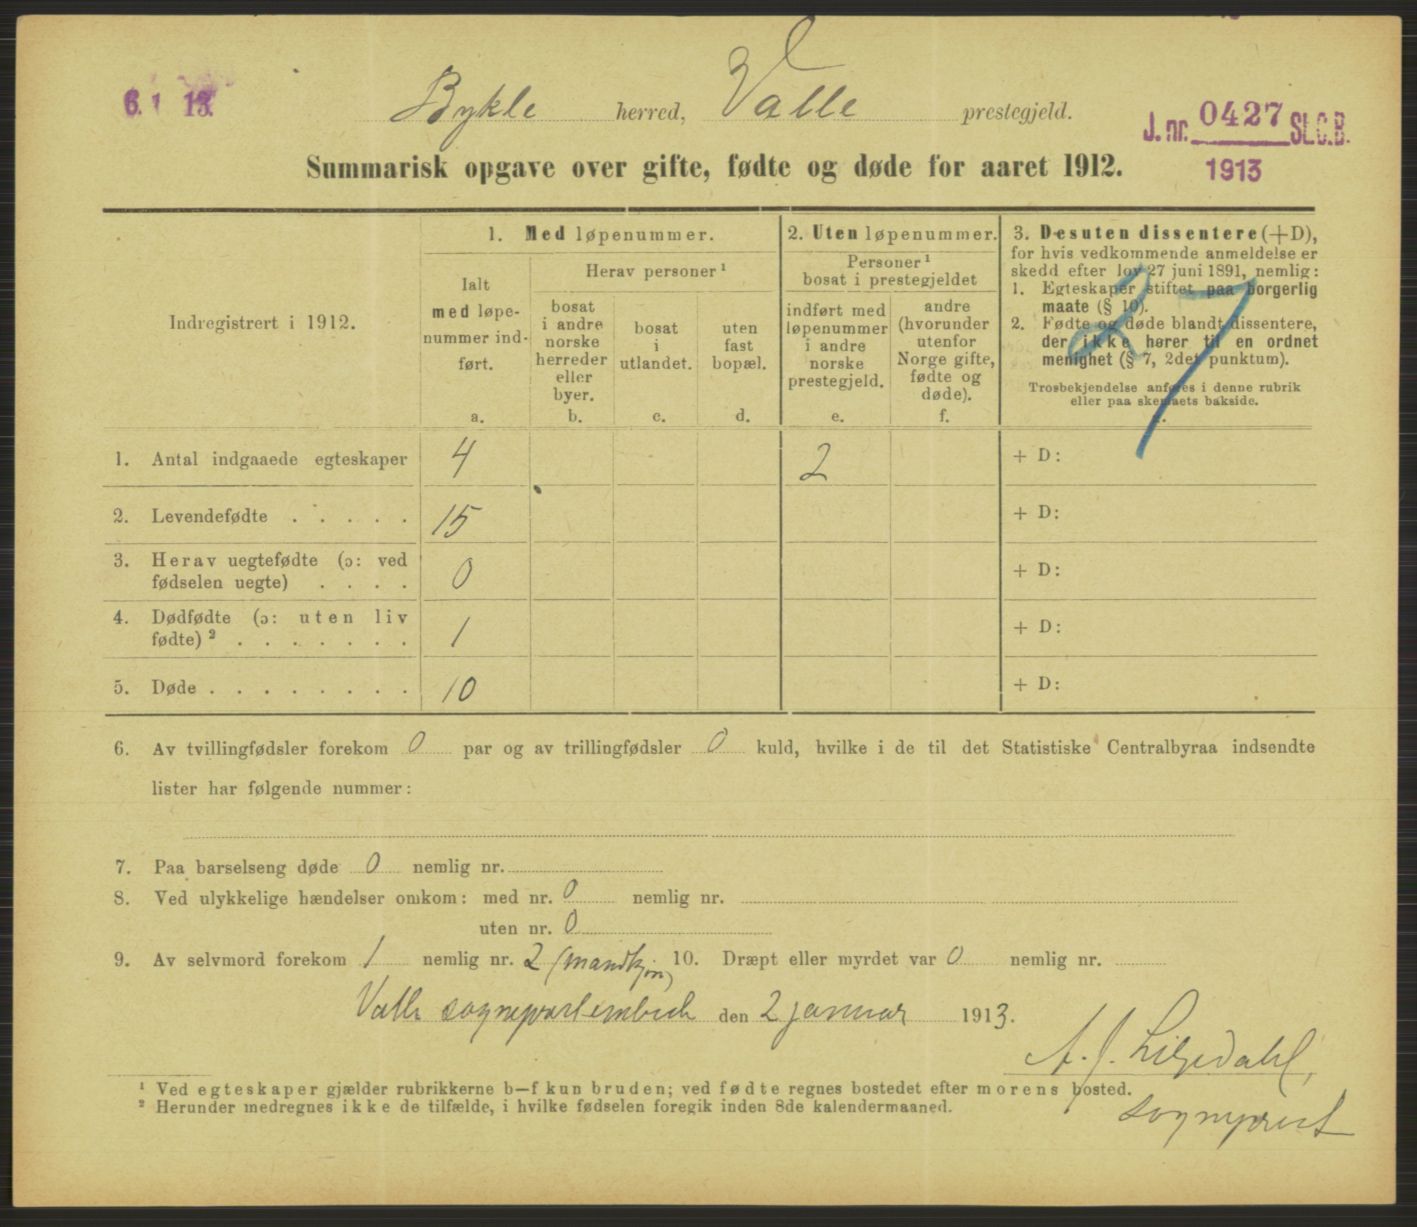 6. 1 13.
Bykle herred, Valle prestegjeld.
J. nr. 0427 St.C.B.
1913
Summarisk opgave over gifte, fødte og døde for aaret 1912.
Indregistrert i 1912.
1. Med løpenummer.
Ialt
med løpe-
nummer ind-
ført.
a.
Herav personer¹
bosat
i andre
norske
herreder
eller
byer.
b.
bosat
i
utlandet.
c.
uten
fast
bopæl.
d.
2. Uten løpenummer.
Personer¹
bosat i prestegjeldet
indført med
løpenummer
i andre
norske
prestegjeld.
e.
andre
(hvorunder
utenfor
Norge gifte,
fødte og
døde).
f.
3. Desuten dissentere (+D),
for hvis vedkommende anmeldelse er
skedd efter lov 27 juni 1891, nemlig:
1. Egteskaper stiftet paa borgerlig
maate (§ 10).
2. Fødte og døde blandt dissentere,
der ikke hører til en ordnet
menighet (§ 7, 2det punktum).
Trosbekjendelse anføres i denne rubrik
eller paa skemaets bakside.
g.
27
1. Antal indgaaede egteskaper 4 2 + D:
2. Levendefødte . . . . . 15 + D:
3. Herav uegtefødte (ɔ: ved
fødselen uegte) . . . . 0 + D:
4. Dødfødte (ɔ: uten liv
fødte)² . . . . . . . 1 + D:
5. Døde . . . . . . . . 10 + D:
6. Av tvillingfødsler forekom 0 par og av trillingfødsler 0 kuld, hvilke i de til det Statistiske Centralbyraa indsendte
lister har følgende nummer:
7. Paa barselseng døde 0 nemlig nr.
8. Ved ulykkelige hændelser omkom: med nr. 0 nemlig nr.
uten nr. 0
9. Av selvmord forekom 1 nemlig nr. 2 (mandkjøn) 10. Dræpt eller myrdet var 0 nemlig nr.
Valle sogneprestembede den 2 januar 1913.
A. J. Liljedahl,
sogneprest
¹ Ved egteskaper gjælder rubrikkerne b—f kun bruden; ved fødte regnes bostedet efter morens bosted.
² Herunder medregnes ikke de tilfælde, i hvilke fødselen foregik inden 8de kalendermaaned.